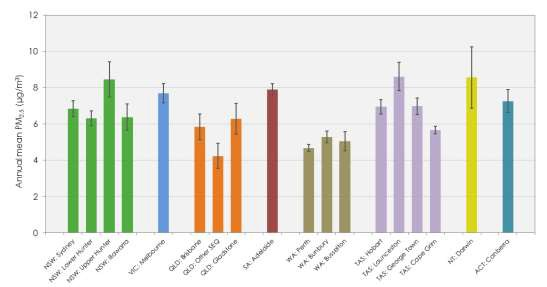 Annual mean PM2.5 (µg/m³)
12
10
8
6
4
2
0
NSW: Sydney
NSW: Lower Hunter
NSW: Upper Hunter
NSW: Illawarra
VIC: Melbourne
QLD: Brisbane
QLD: Other SEQ
QLD: Gladstone
SA: Adelaide
WA: Perth
WA: Bunbury
WA: Busselton
TAS: Hobart
TAS: Launceston
TAS: George Town
TAS: Cape Grim
NT: Darwin
ACT: Canberra